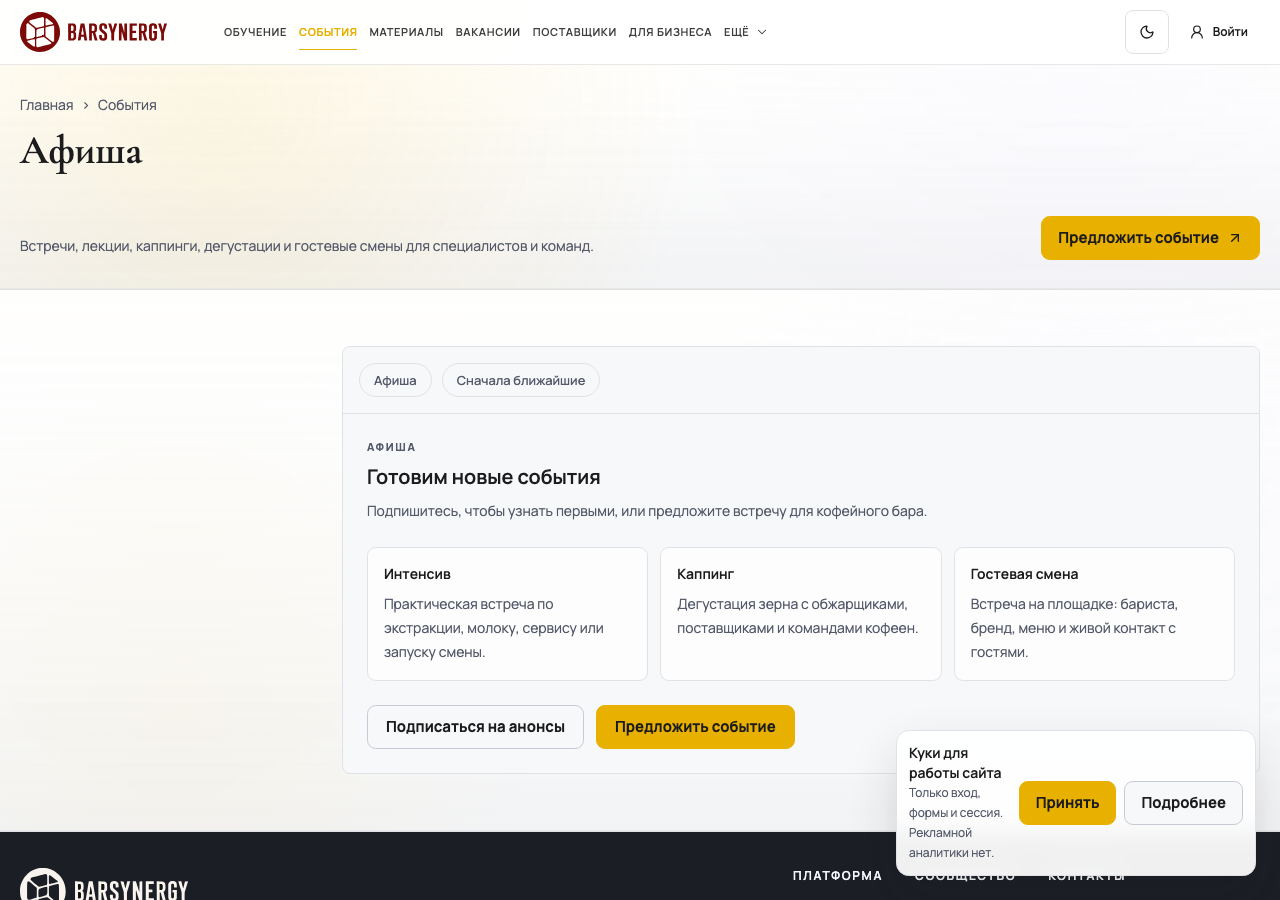 BARSYNERGY
ОБУЧЕНИЕ СОБЫТИЯ МАТЕРИАЛЫ ВАКАНСИИ ПОСТАВЩИКИ ДЛЯ БИЗНЕСА ЕЩЁ
Войти
Главная › События
Афиша
Встречи, лекции, каппинги, дегустации и гостевые смены для специалистов и команд.
Предложить событие
Афиша
Сначала ближайшие
АФИША
Готовим новые события
Подпишитесь, чтобы узнать первыми, или предложите встречу для кофейного бара.
Интенсив
Практическая встреча по
экстракции, молоку, сервису или
запуску смены.
Каппинг
Дегустация зерна с обжарщиками,
поставщиками и командами кофеен.
Гостевая смена
Встреча на площадке: бариста,
бренд, меню и живой контакт с
гостями.
Подписаться на анонсы
Предложить событие
Куки для
работы сайта
Только вход,
формы и сессия.
Рекламной
аналитики нет.
Принять
Подробнее
BARSYNERGY
ПЛАТФОРМА
СООБЩЕСТВО
КОНТАКТЫ